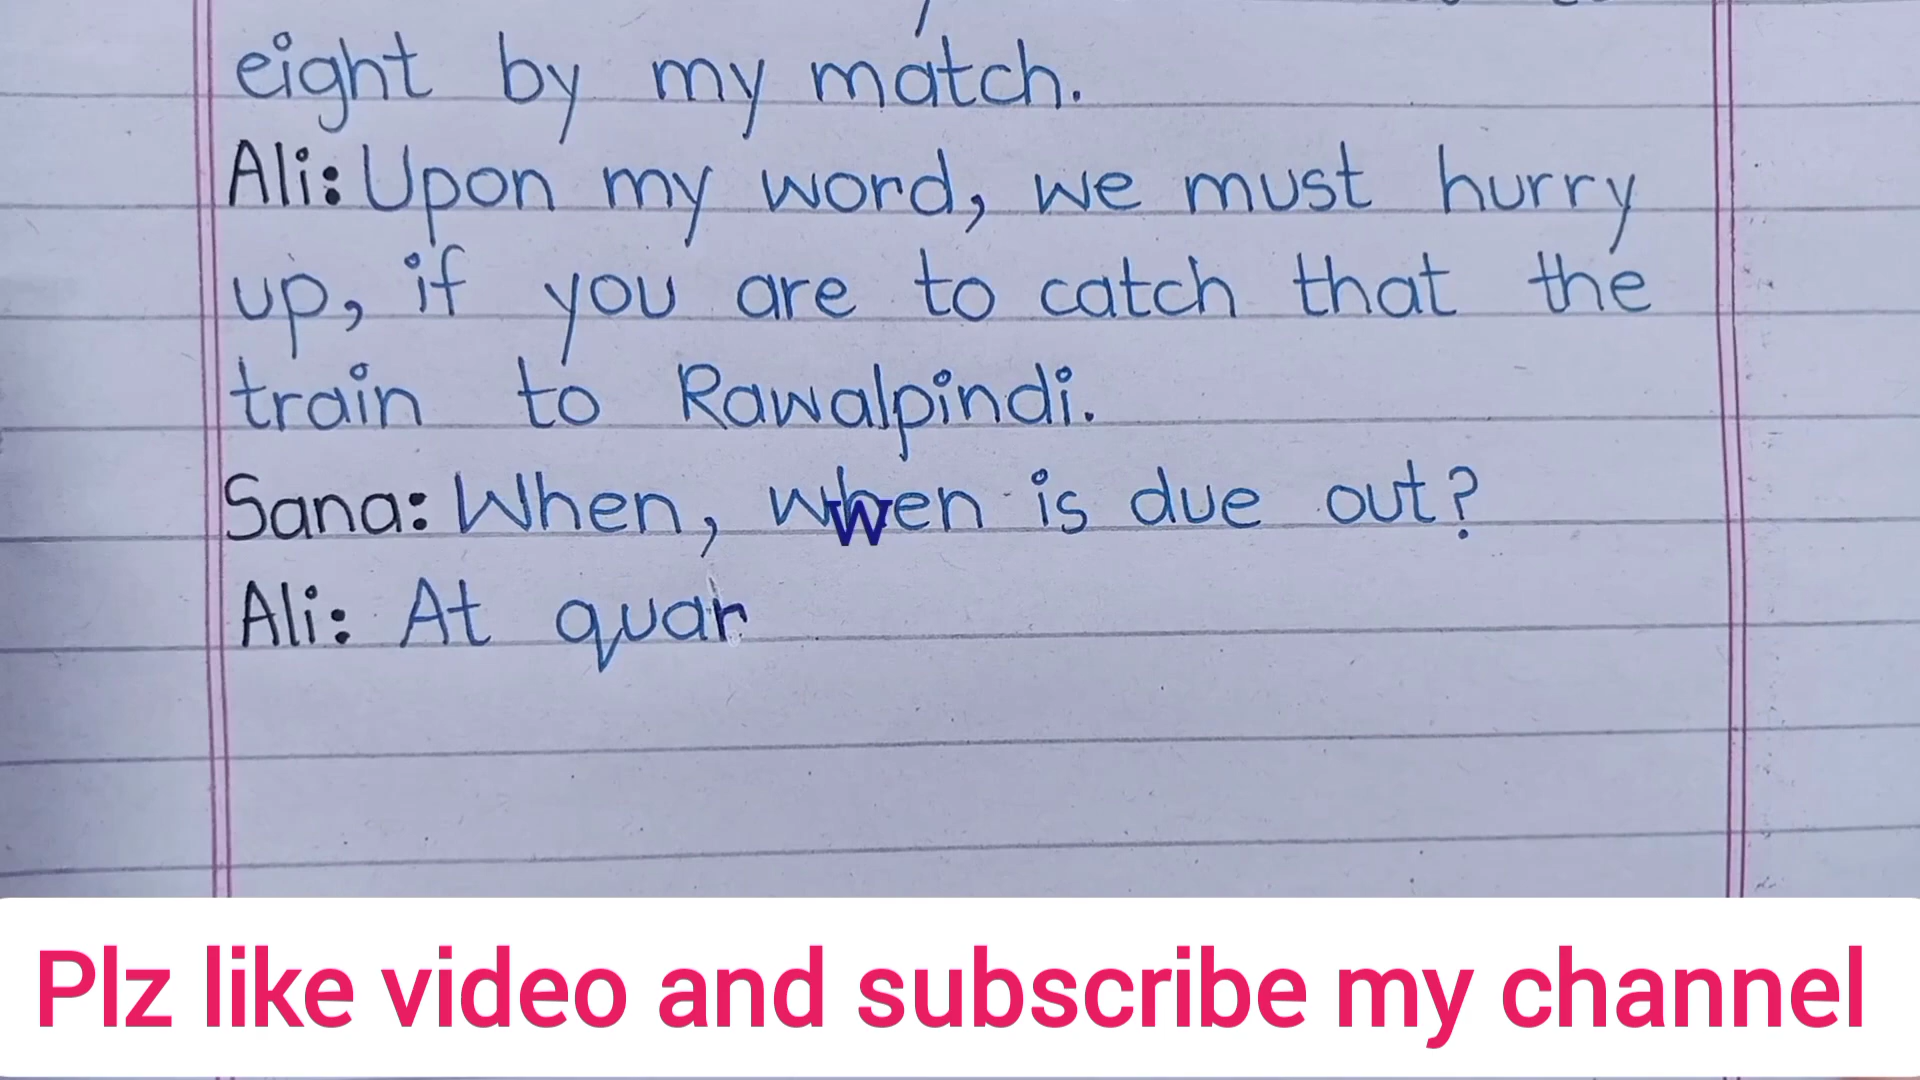 eight by my match.
Ali: Upon my word, we must hurry
up, if you are to catch that the
train to Rawalpindi.
Sana: When, when is due out?
W
Ali: At quar
Plz like video and subscribe my channel